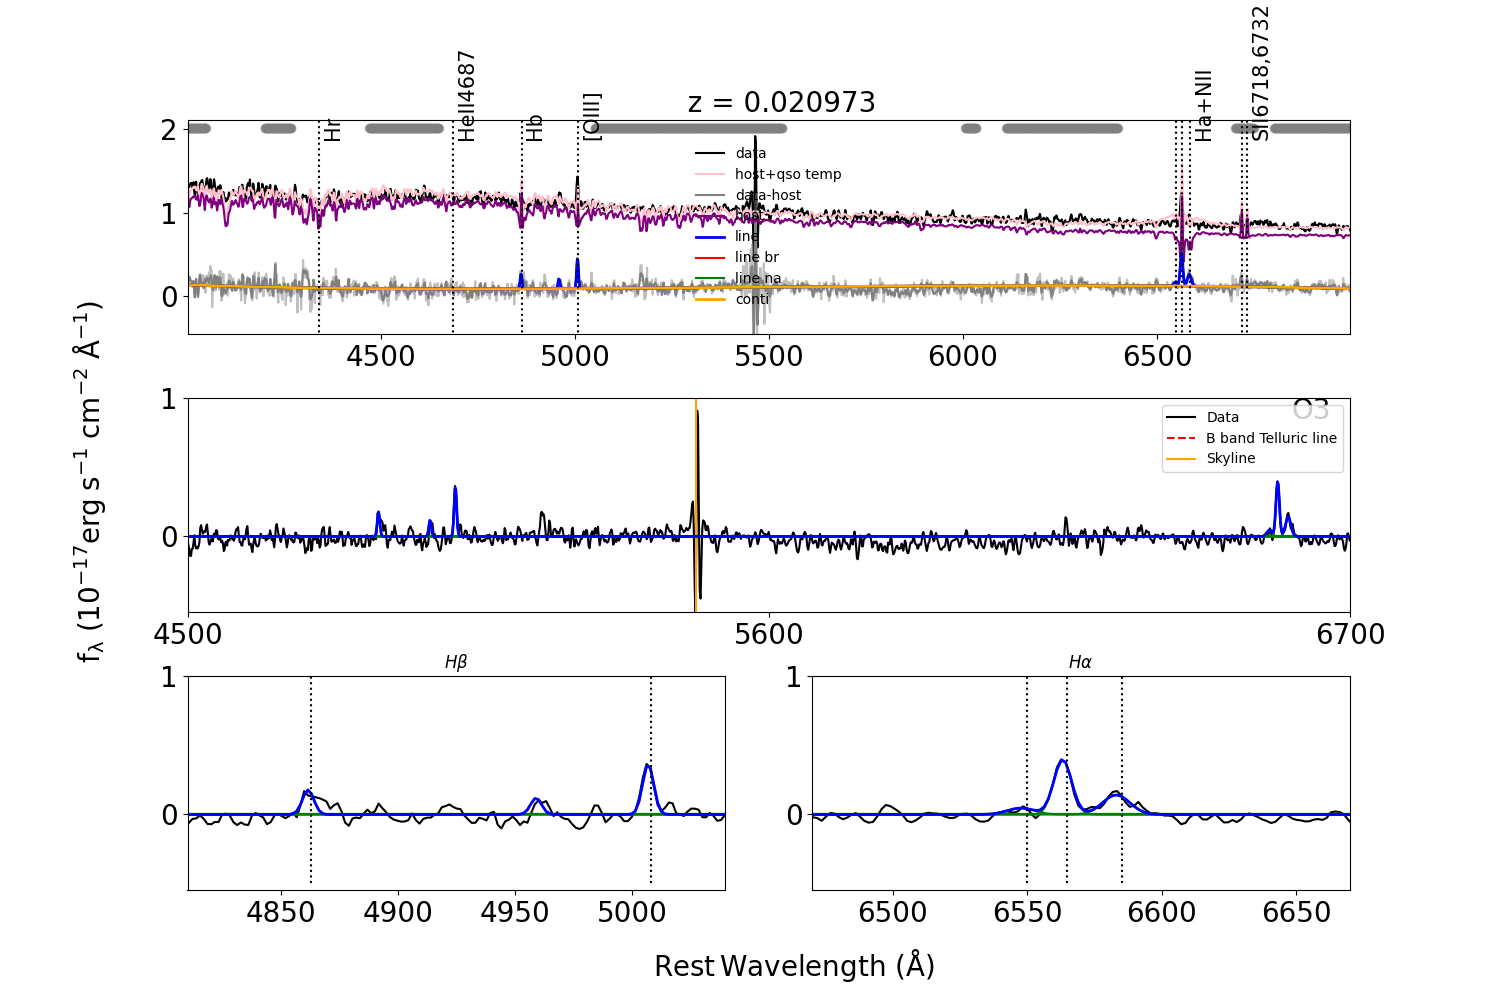 z = 0.020973
Hr
HeII4687
Hb
[OIII]
Ha+NII
SII6718,6732
2
1
0
data
host+qso temp
data-host
host
line
line br
line na
conti
4500 5000 5500 6000 6500
fλ (10⁻¹⁷erg s⁻¹ cm⁻² Å⁻¹)
O3
1
0
Data
B band Telluric line
Skyline
4500 5600 6700
Hβ
1
0
4850 4900 4950 5000
Hα
1
0
6500 6550 6600 6650
Rest Wavelength (Å)